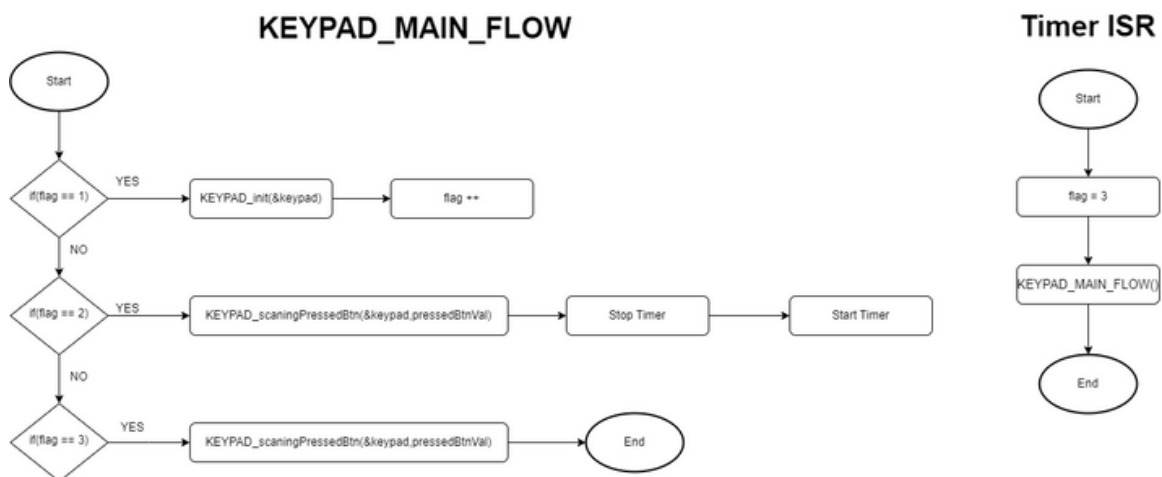 KEYPAD_MAIN_FLOW
Timer ISR
Start
Start
if(flag == 1)
YES
KEYPAD_init(&keypad)
flag ++
flag = 3
NO
if(flag == 2)
YES
KEYPAD_scaningPressedBtn(&keypad,pressedBtnVal)
Stop Timer
Start Timer
KEYPAD_MAIN_FLOW()
NO
End
if(flag == 3)
YES
KEYPAD_scaningPressedBtn(&keypad,pressedBtnVal)
End